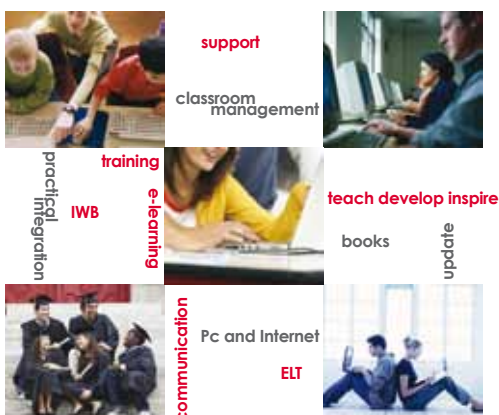 support
classroom
management
training
practical
integration
IWB
e-learning
teach develop inspire
books
update
communication
Pc and Internet
ELT